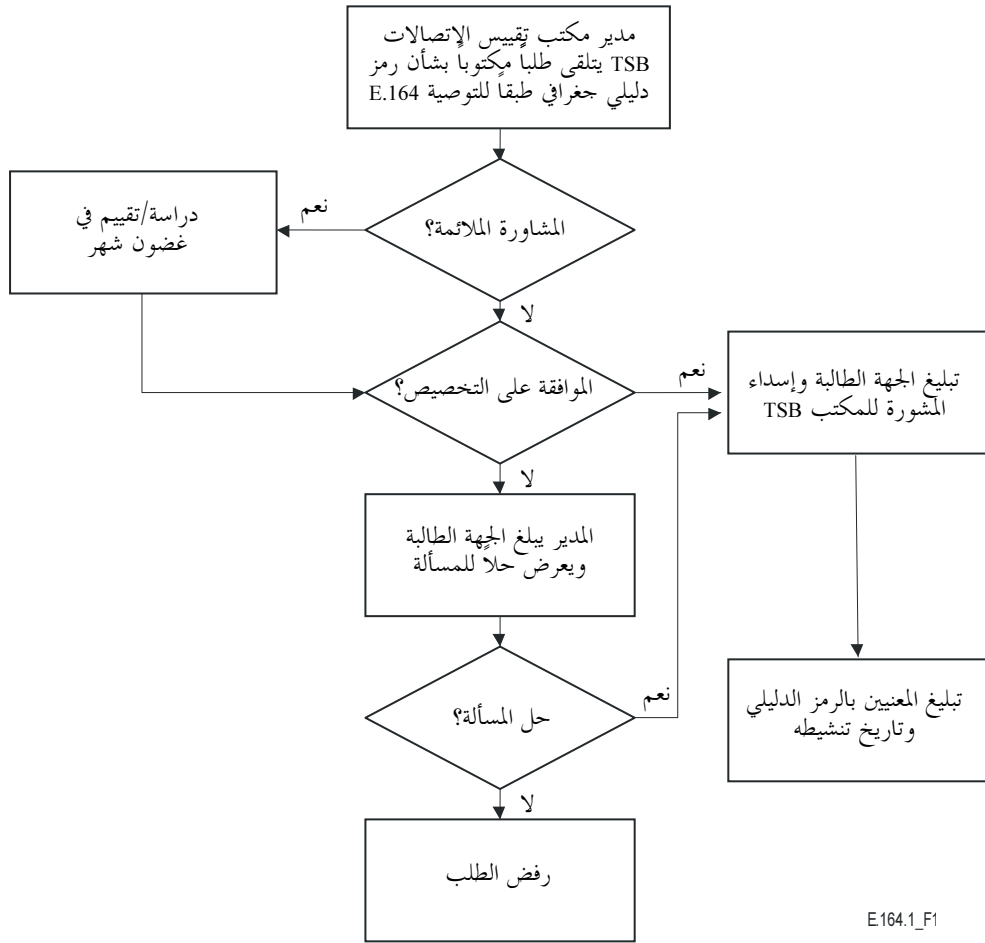 مدير مكتب تقييس الاتصالات
TSB يتلقى طلباً مكتوباً بشأن رمز
دليلي جغرافي طبقاً للتوصية E.164
المشاورة الملائمة؟
نعم
دراسة/تقييم في
غضون شهر
لا
الموافقة على التخصيص؟
نعم
تبليغ الجهة الطالبة وإسداء
المشورة للمكتب TSB
لا
المدير يبلغ الجهة الطالبة
ويعرض حلاً للمسألة
حل المسألة؟
نعم
تبليغ المعنيين بالرمز الدليلي
وتاريخ تنشيطه
لا
رفض الطلب
E.164.1_F1